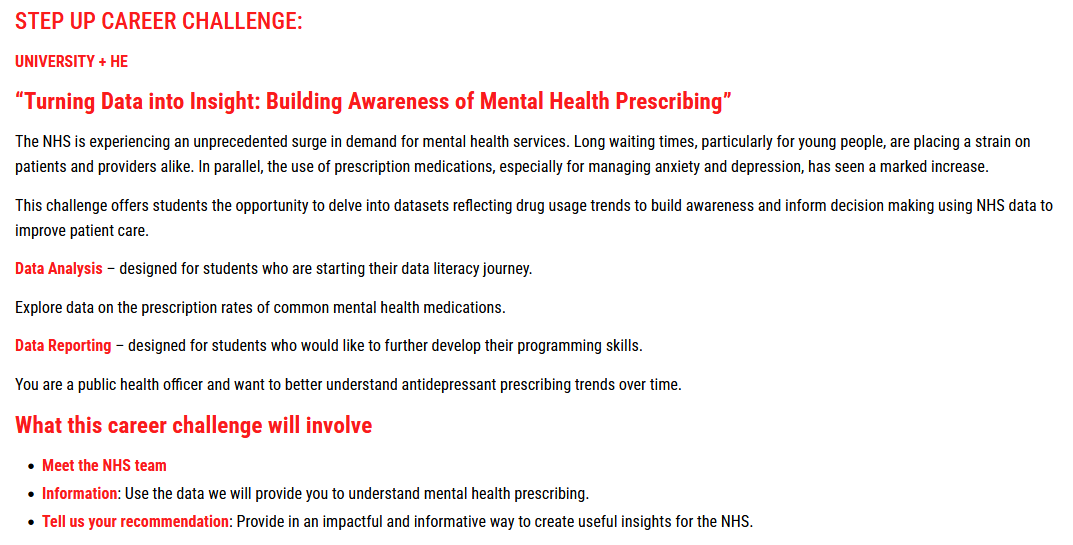 STEP UP CAREER CHALLENGE:
UNIVERSITY + HE
“Turning Data into Insight: Building Awareness of Mental Health Prescribing”
The NHS is experiencing an unprecedented surge in demand for mental health services. Long waiting times, particularly for young people, are placing a strain on
patients and providers alike. In parallel, the use of prescription medications, especially for managing anxiety and depression, has seen a marked increase.
This challenge offers students the opportunity to delve into datasets reflecting drug usage trends to build awareness and inform decision making using NHS data to
improve patient care.
Data Analysis – designed for students who are starting their data literacy journey.
Explore data on the prescription rates of common mental health medications.
Data Reporting – designed for students who would like to further develop their programming skills.
You are a public health officer and want to better understand antidepressant prescribing trends over time.
What this career challenge will involve
• Meet the NHS team
• Information: Use the data we will provide you to understand mental health prescribing.
• Tell us your recommendation: Provide in an impactful and informative way to create useful insights for the NHS.